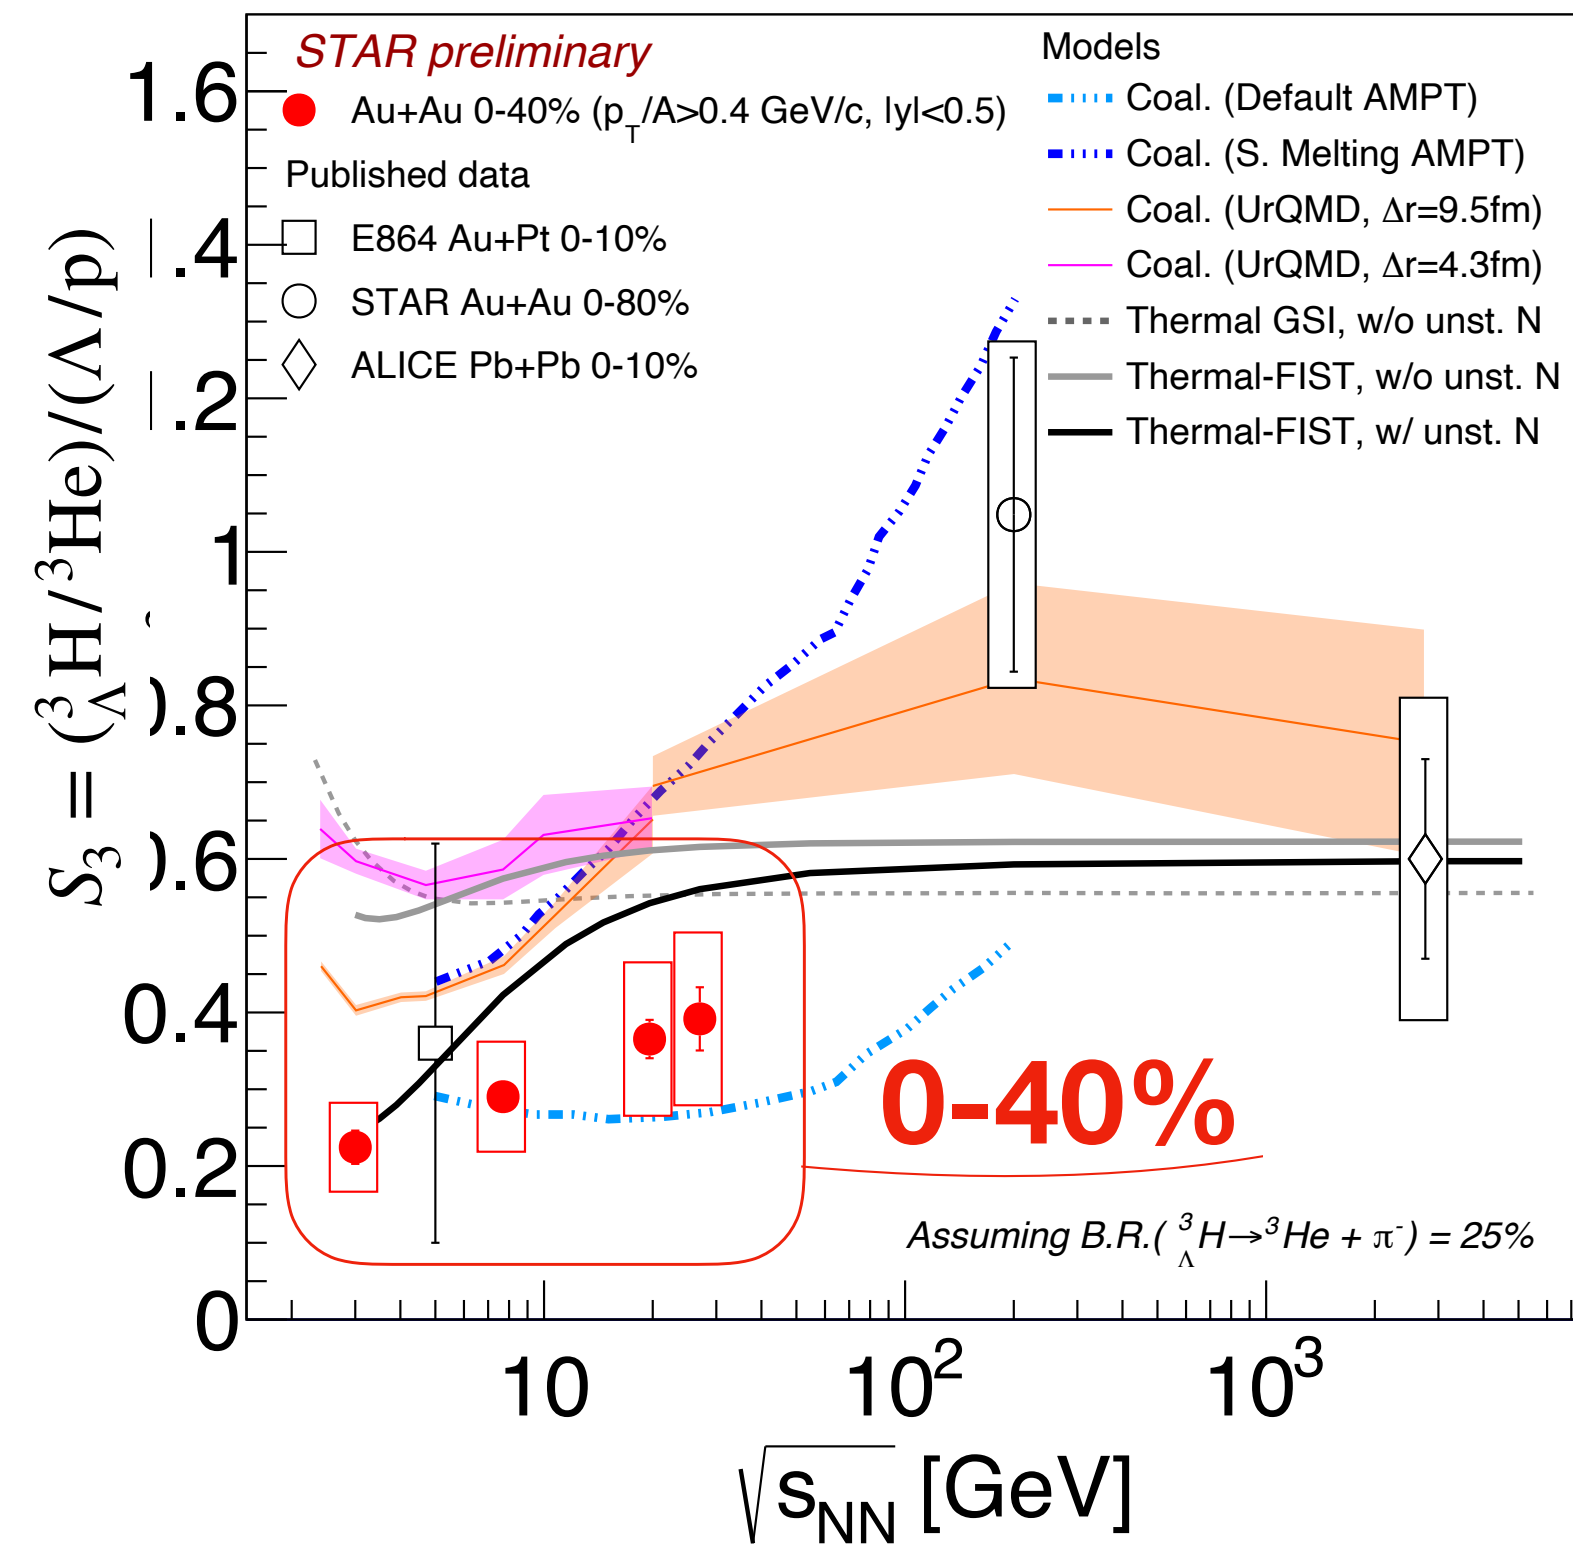 STAR preliminary
Au+Au 0-40% (p_T/A>0.4 GeV/c, |y|<0.5)
Published data
E864 Au+Pt 0-10%
STAR Au+Au 0-80%
ALICE Pb+Pb 0-10%
Models
Coal. (Default AMPT)
Coal. (S. Melting AMPT)
Coal. (UrQMD, Δr=9.5fm)
Coal. (UrQMD, Δr=4.3fm)
Thermal GSI, w/o unst. N
Thermal-FIST, w/o unst. N
Thermal-FIST, w/ unst. N
S₃ = (³_ΛH/³He)/(Λ/p)
1.6
.4
.2
1
.8
.6
0.4
0.2
0
0-40%
Assuming B.R.( ³_ΛH→³He + π⁻) = 25%
10
10²
10³
√s_NN [GeV]